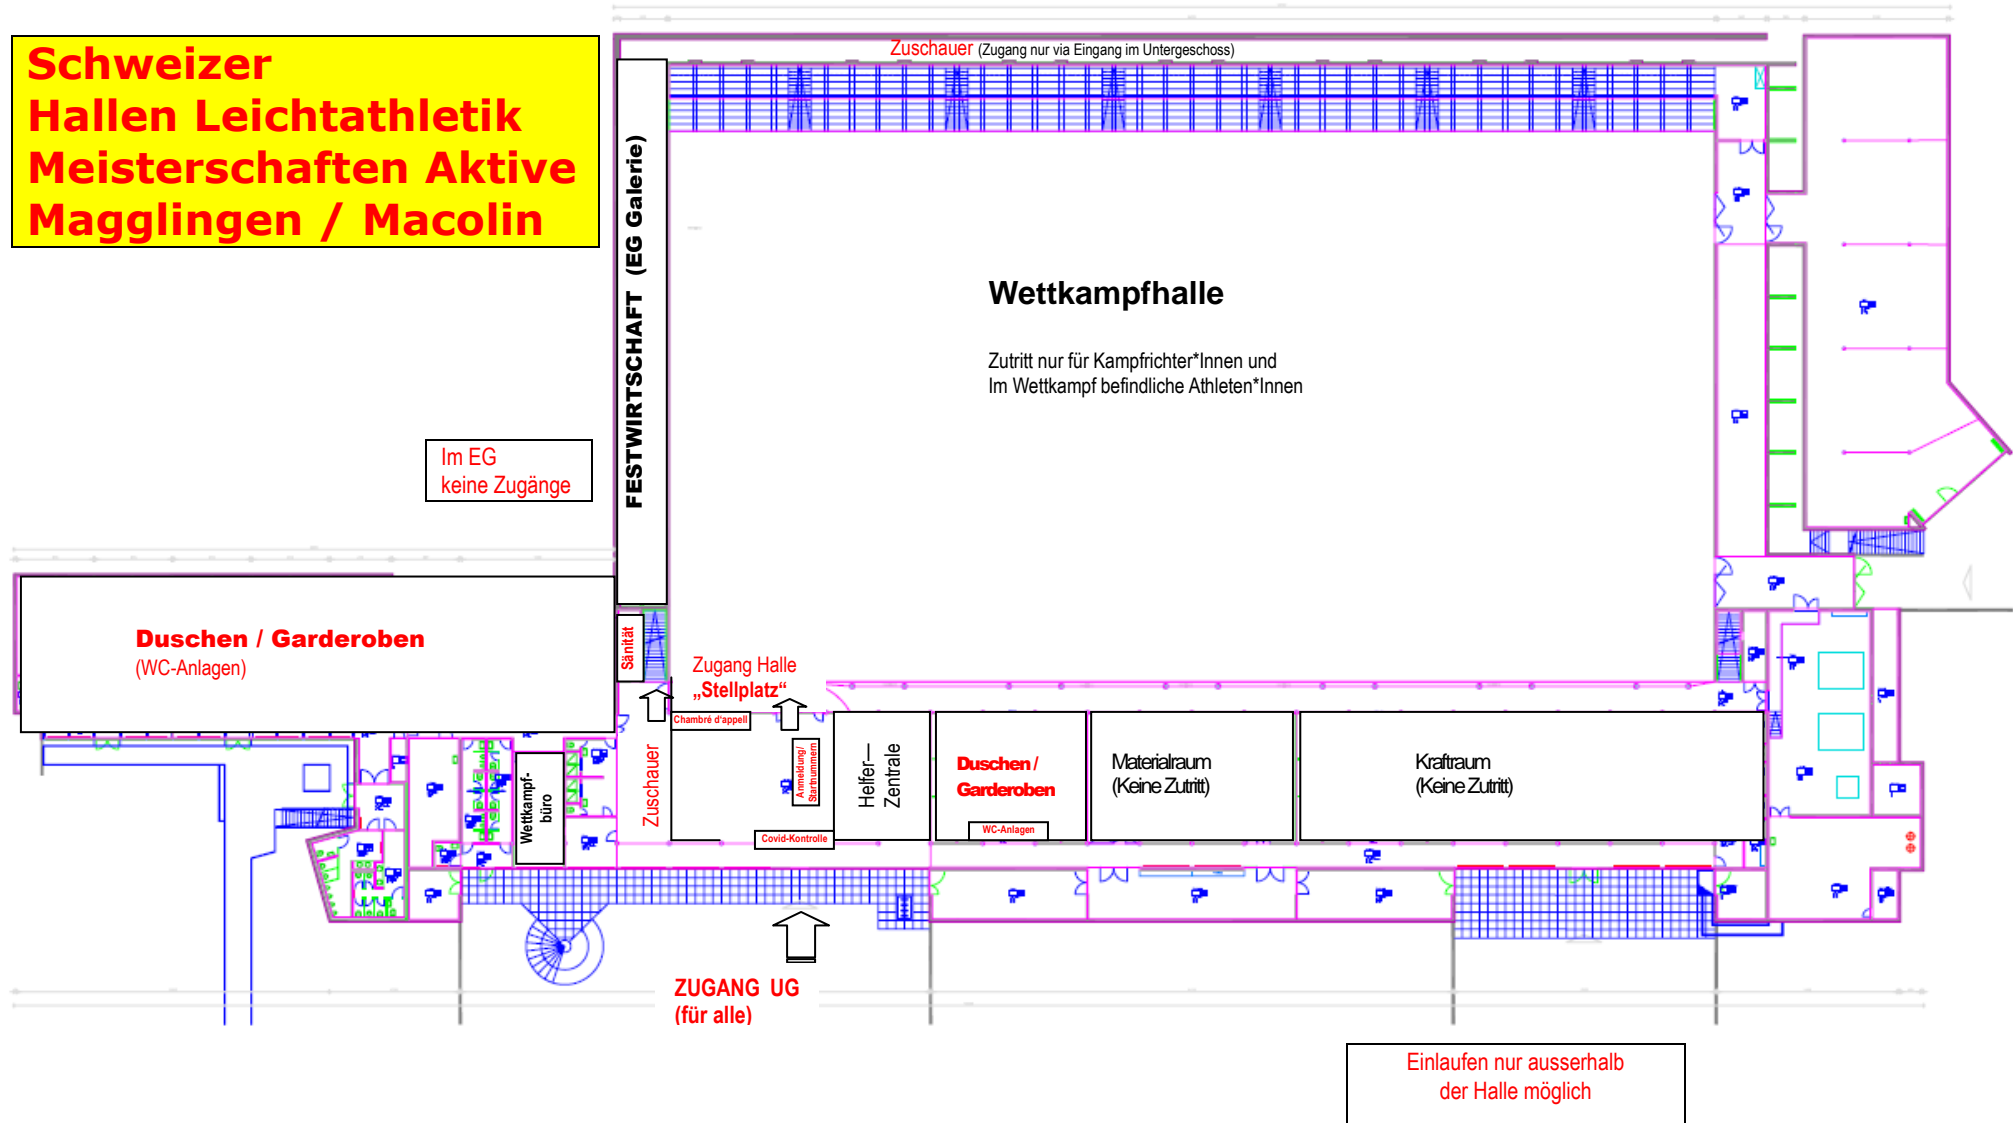 Schweizer
Hallen Leichtathletik
Meisterschaften Aktive
Magglingen / Macolin
Zuschauer (Zugang nur via Eingang im Untergeschoss)
FESTWIRTSCHAFT (EG Galerie)
Wettkampfhalle
Zutritt nur für Kampfrichter*Innen und
Im Wettkampf befindliche Athleten*Innen
Im EG
keine Zugänge
Duschen / Garderoben
(WC-Anlagen)
Sänität
Zugang Halle
„Stellplatz“
Chambré d'appell
Zuschauer
Anmeldung/
Startnummern
Covid-Kontrolle
Helfer—
Zentrale
Duschen /
Garderoben
WC-Anlagen
Materialraum
(Keine Zutritt)
Kraftraum
(Keine Zutritt)
Wettkampf-
büro
ZUGANG UG
(für alle)
Einlaufen nur ausserhalb
der Halle möglich